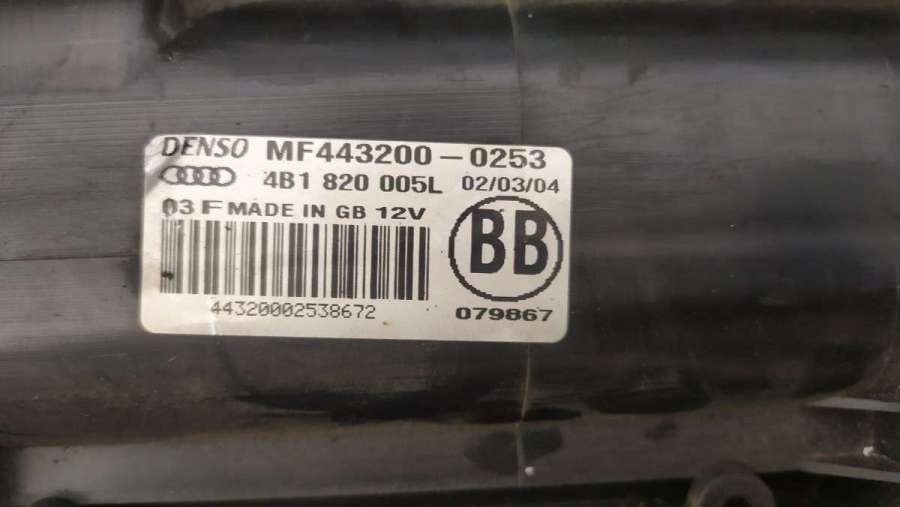 DENSO MF443200-0253
4B1 820 005L 02/03/04
03 F MADE IN GB 12V
BB
44320002538672
079867